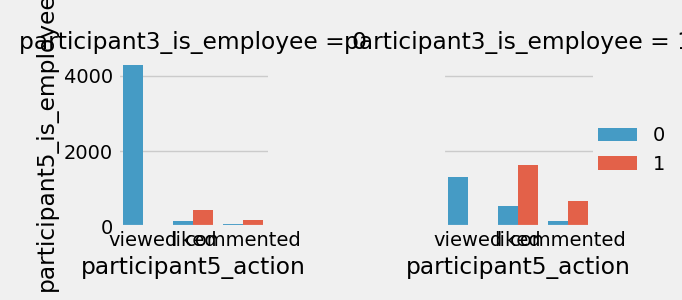 participant3_is_employee = 0
participant3_is_employee = 1
participant5_is_employee
4000
2000
0
0
1
viewed liked commented
viewed liked commented
participant5_action
participant5_action